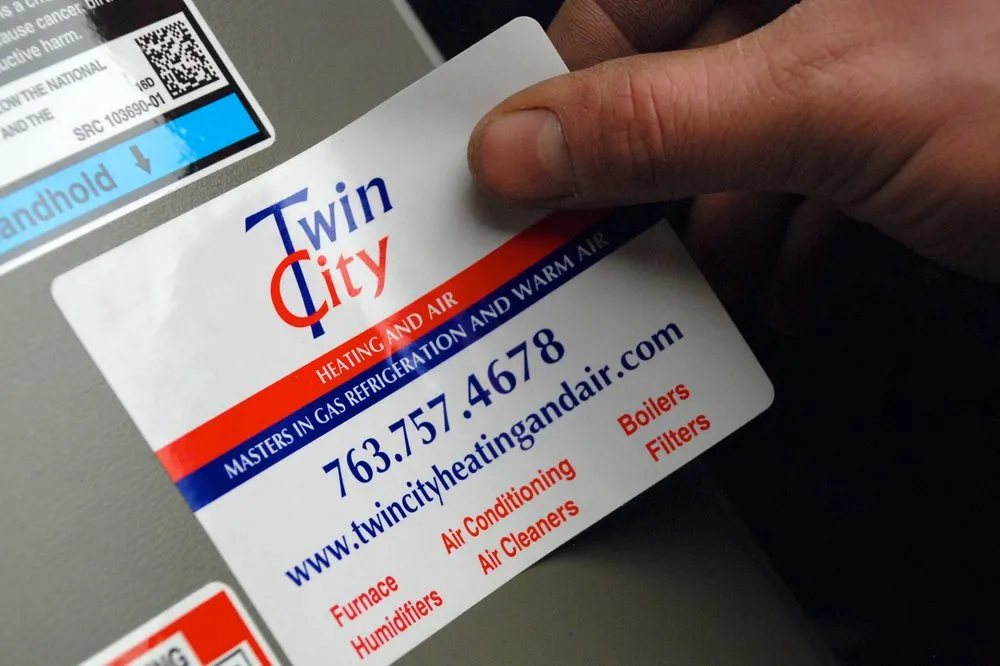 ause cancer
uctive harm.
OW THE NATIONAL
AND THE
16D
SRC 103690-01
andhold
Twin
City
HEATING AND AIR
MASTERS IN GAS REFRIGERATION AND WARM AIR
763.757.4678
www.twincityheatingandair.com
Furnace Air Conditioning Boilers
Humidifiers Air Cleaners Filters
NG